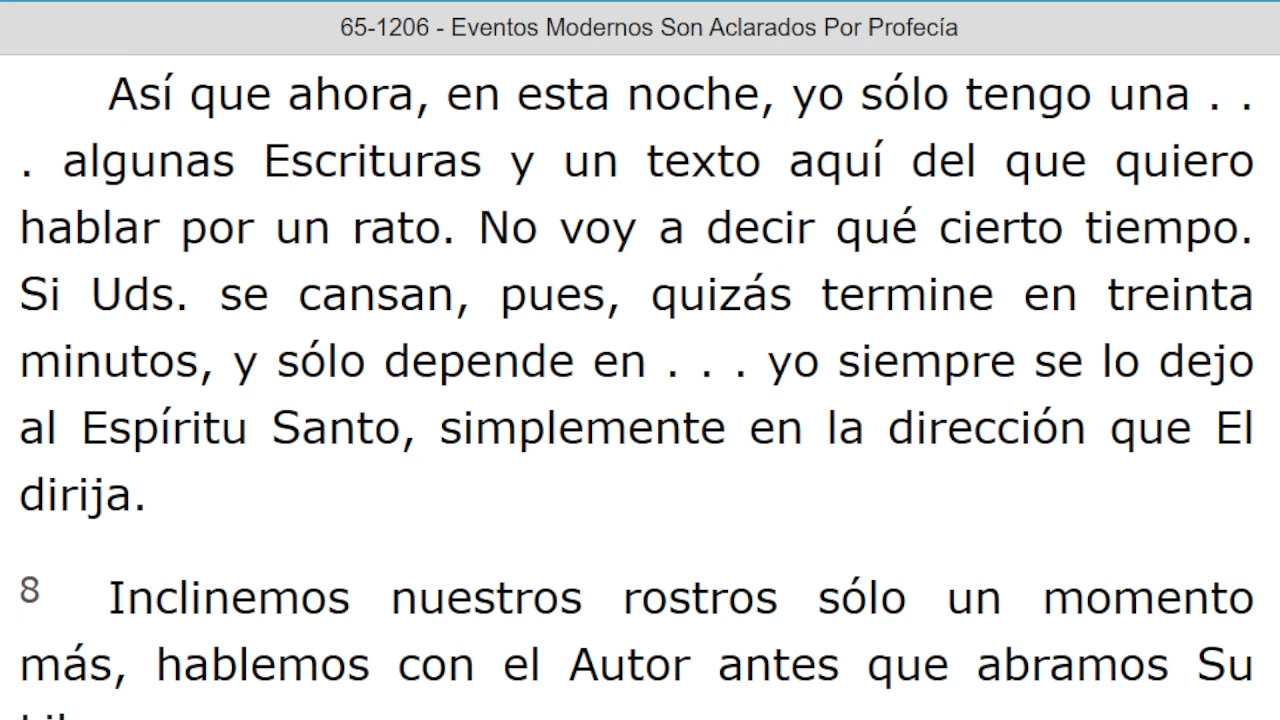 65-1206 - Eventos Modernos Son Aclarados Por Profecía
Así que ahora, en esta noche, yo sólo tengo una . .
. algunas Escrituras y un texto aquí del que quiero
hablar por un rato. No voy a decir qué cierto tiempo.
Si Uds. se cansan, pues, quizás termine en treinta
minutos, y sólo depende en . . . yo siempre se lo dejo
al Espíritu Santo, simplemente en la dirección que El
dirija.
8 Inclinemos nuestros rostros sólo un momento
más, hablemos con el Autor antes que abramos Su